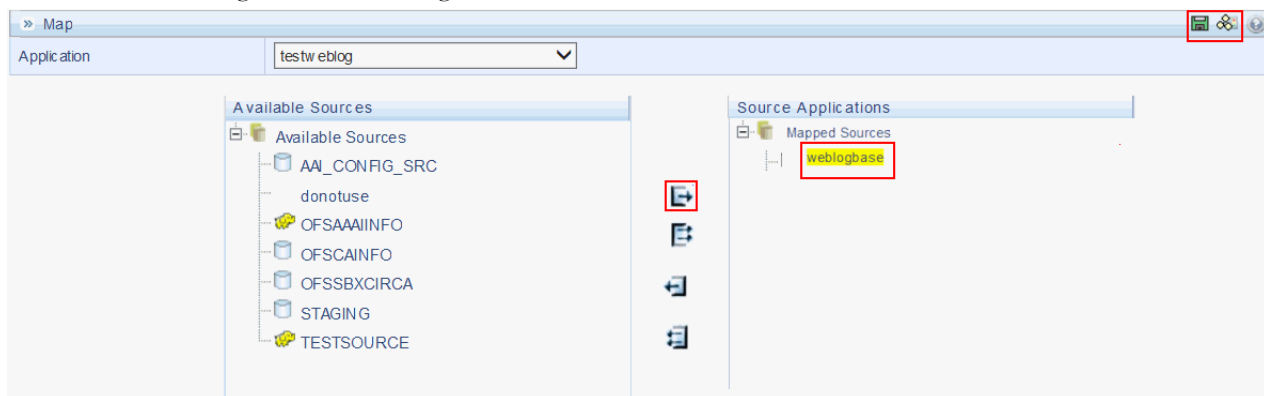 » Map
Application testweblog
Available Sources
Available Sources
AAI_CONFIG_SRC
donotuse
OFSAAAIINFO
OFSCAINFO
OFSSBXCIRCA
STAGING
TESTSOURCE
Source Applications
Mapped Sources
weblogbase